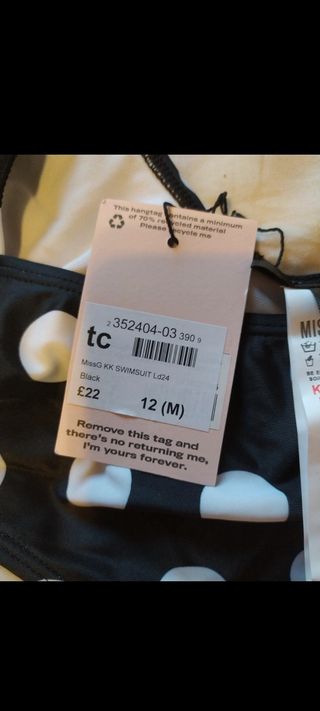 This hangtag contains a minimum
of 70% recycled material
Please recycle me
2 352404-03 390 9
tc
MissG KK SWIMSUIT Ld24
Black
£22
12 (M)
Remove this tag and
there's no returning me,
I'm yours forever.
MIS
K